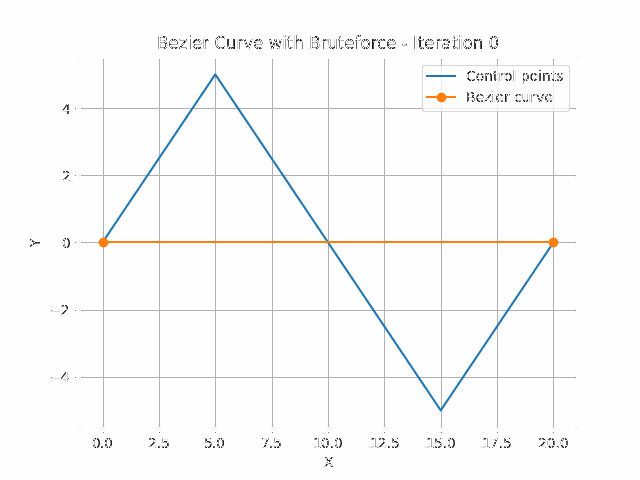 Bezier Curve with Bruteforce - Iteration 0
Control points
Bezier curve
4
2
0
−2
−4
Y
0.0 2.5 5.0 7.5 10.0 12.5 15.0 17.5 20.0
X